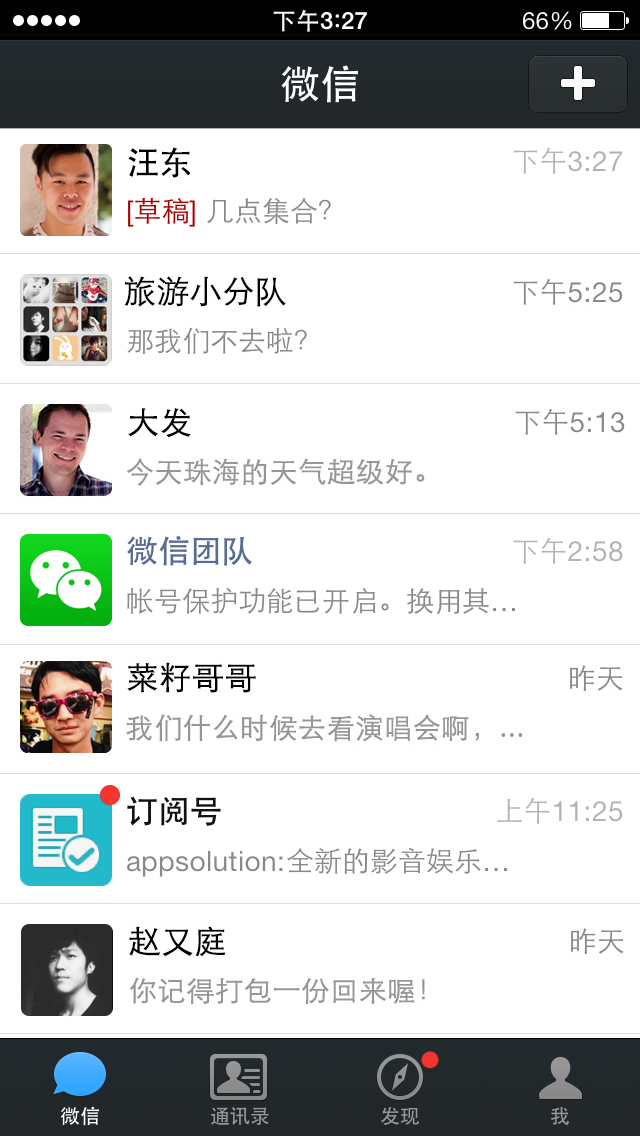 下午3:27 66%
微信
汪东 下午3:27
[草稿] 几点集合?
旅游小分队 下午5:25
那我们不去啦?
大发 下午5:13
今天珠海的天气超级好。
微信团队 下午2:58
帐号保护功能已开启。换用其...
菜籽哥哥 昨天
我们什么时候去看演唱会啊，...
订阅号 上午11:25
appsolution:全新的影音娱乐...
赵又庭 昨天
你记得打包一份回来喔！
微信 通讯录 发现 我